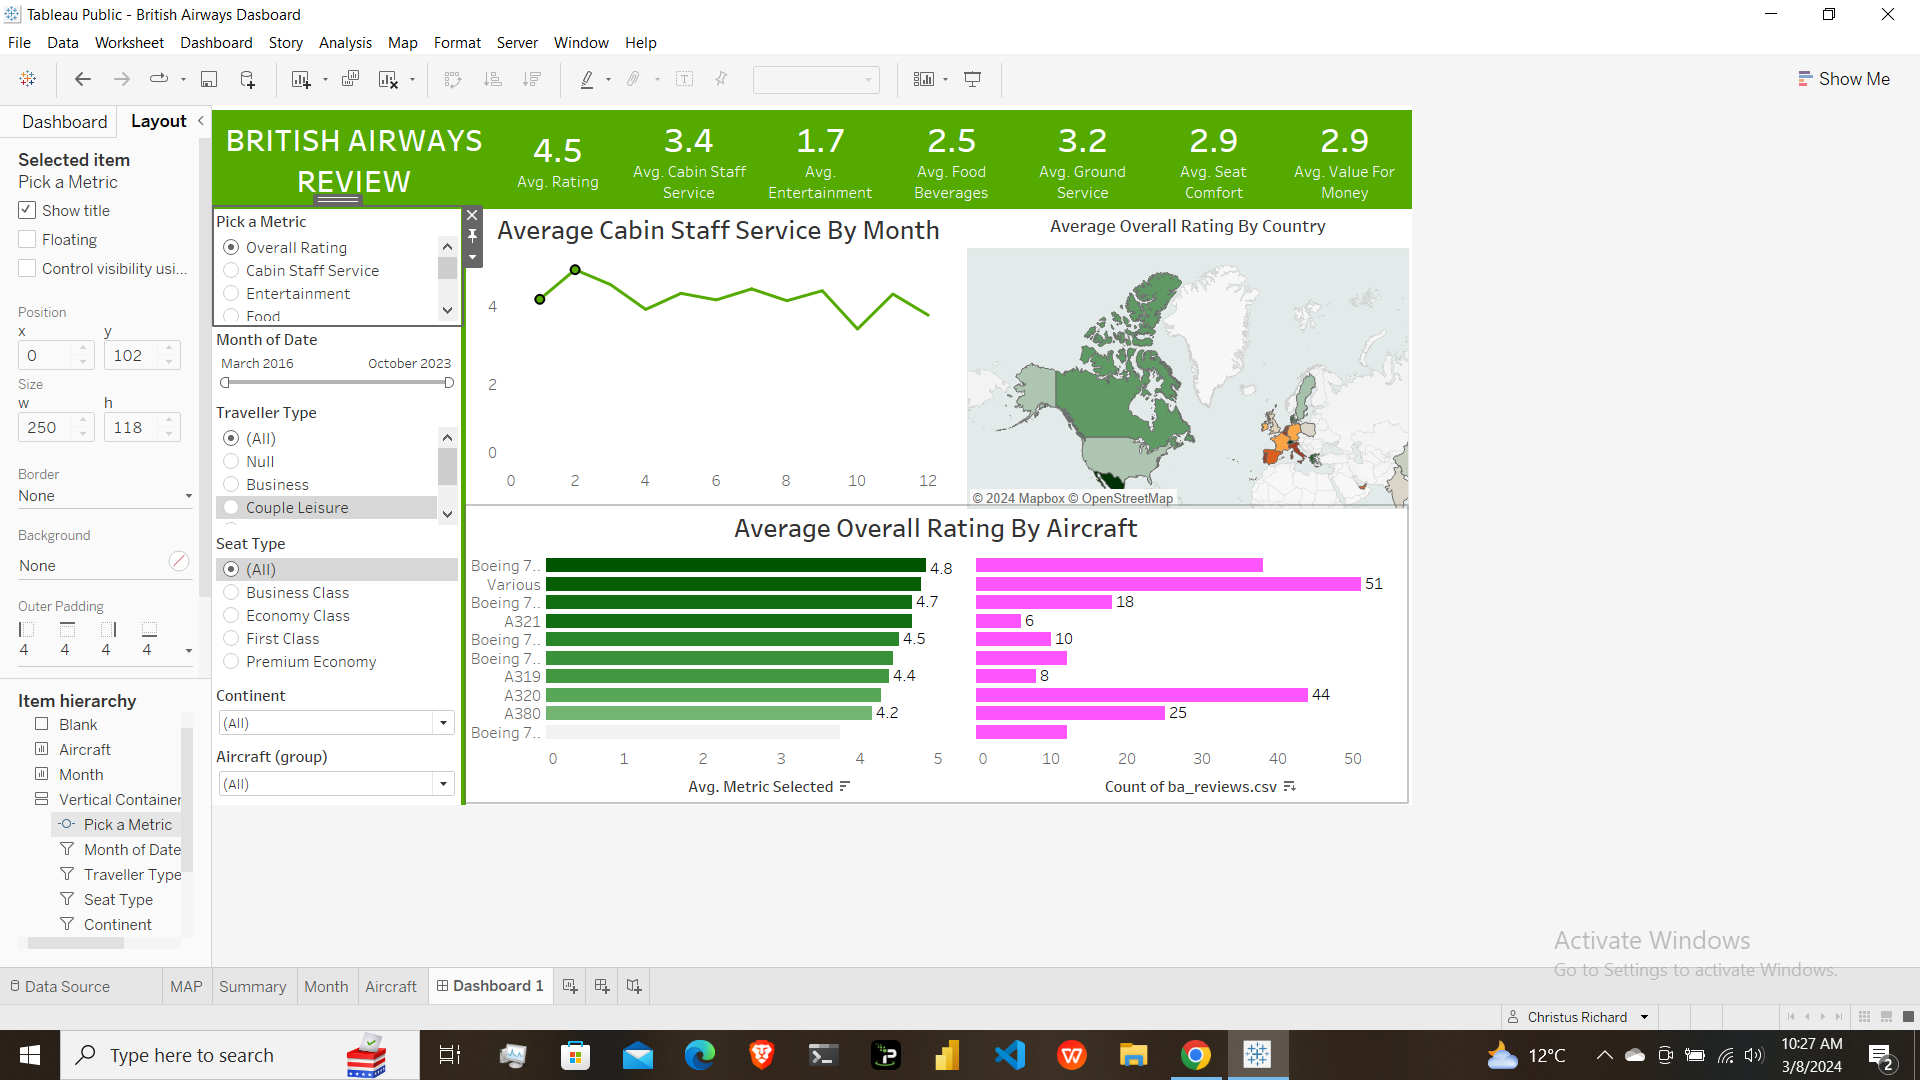 Tableau Public - British Airways Dasboard
File Data Worksheet Dashboard Story Analysis Map Format Server Window Help
Show Me
Dashboard Layout
Selected item
Pick a Metric
Show title
Floating
Control visibility usi...
Position
x y
0 102
Size
w h
250 118
Border
None
Background
None
Outer Padding
4 4 4 4
Item hierarchy
Blank
Aircraft
Month
Vertical Container
Pick a Metric
Month of Date
Traveller Type
Seat Type
Continent
BRITISH AIRWAYS
REVIEW
4.5
Avg. Rating
3.4
Avg. Cabin Staff
Service
1.7
Avg.
Entertainment
2.5
Avg. Food
Beverages
3.2
Avg. Ground
Service
2.9
Avg. Seat
Comfort
2.9
Avg. Value For
Money
Pick a Metric
Overall Rating
Cabin Staff Service
Entertainment
Food
Month of Date
March 2016 October 2023
Traveller Type
(All)
Null
Business
Couple Leisure
Seat Type
(All)
Business Class
Economy Class
First Class
Premium Economy
Continent
(All)
Aircraft (group)
(All)
Average Cabin Staff Service By Month
4
2
0
0 2 4 6 8 10 12
Average Overall Rating By Country
© 2024 Mapbox © OpenStreetMap
Average Overall Rating By Aircraft
Boeing 7.. 4.8
Various 51
Boeing 7.. 4.7 18
A321 6
Boeing 7.. 4.5 10
Boeing 7..
A319 4.4 8
A320 44
A380 4.2 25
Boeing 7..
0 1 2 3 4 5 0 10 20 30 40 50
Avg. Metric Selected Count of ba_reviews.csv
Activate Windows
Go to Settings to activate Windows.
Data Source MAP Summary Month Aircraft Dashboard 1
Christus Richard
Type here to search
12°C
10:27 AM
3/8/2024
2